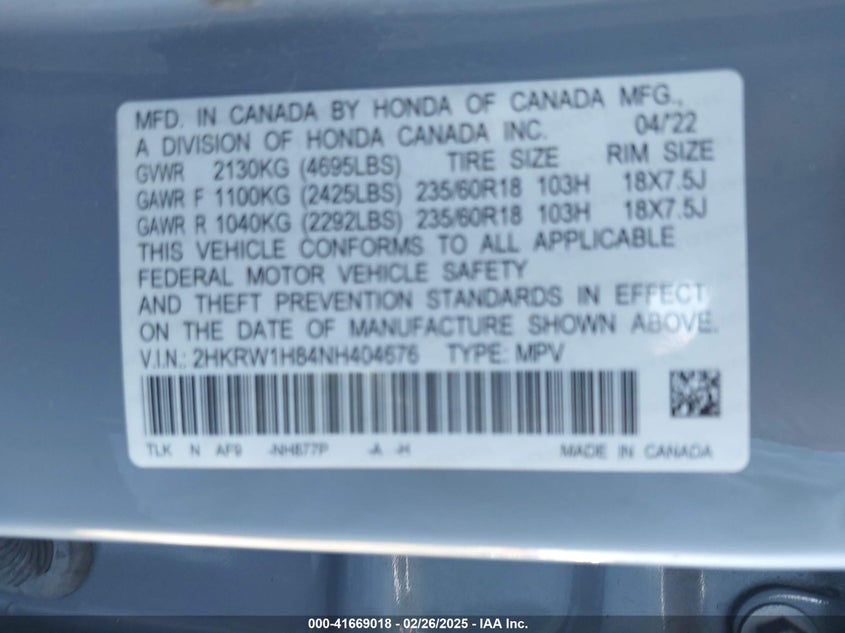 MFD. IN CANADA BY HONDA OF CANADA MFG.,
A DIVISION OF HONDA CANADA INC. 04/'22
GVWR 2130KG (4695LBS) TIRE SIZE RIM SIZE
GAWR F 1100KG (2425LBS) 235/60R18 103H 18X7.5J
GAWR R 1040KG (2292LBS) 235/60R18 103H 18X7.5J
THIS VEHICLE CONFORMS TO ALL APPLICABLE
FEDERAL MOTOR VEHICLE SAFETY
AND THEFT PREVENTION STANDARDS IN EFFECT
ON THE DATE OF MANUFACTURE SHOWN ABOVE.
V.I.N.: 2HKRW1H84NH404676 TYPE: MPV
TLK N AF9 -NH877P -A -H MADE IN CANADA
000-41669018 - 02/26/2025 - IAA Inc.